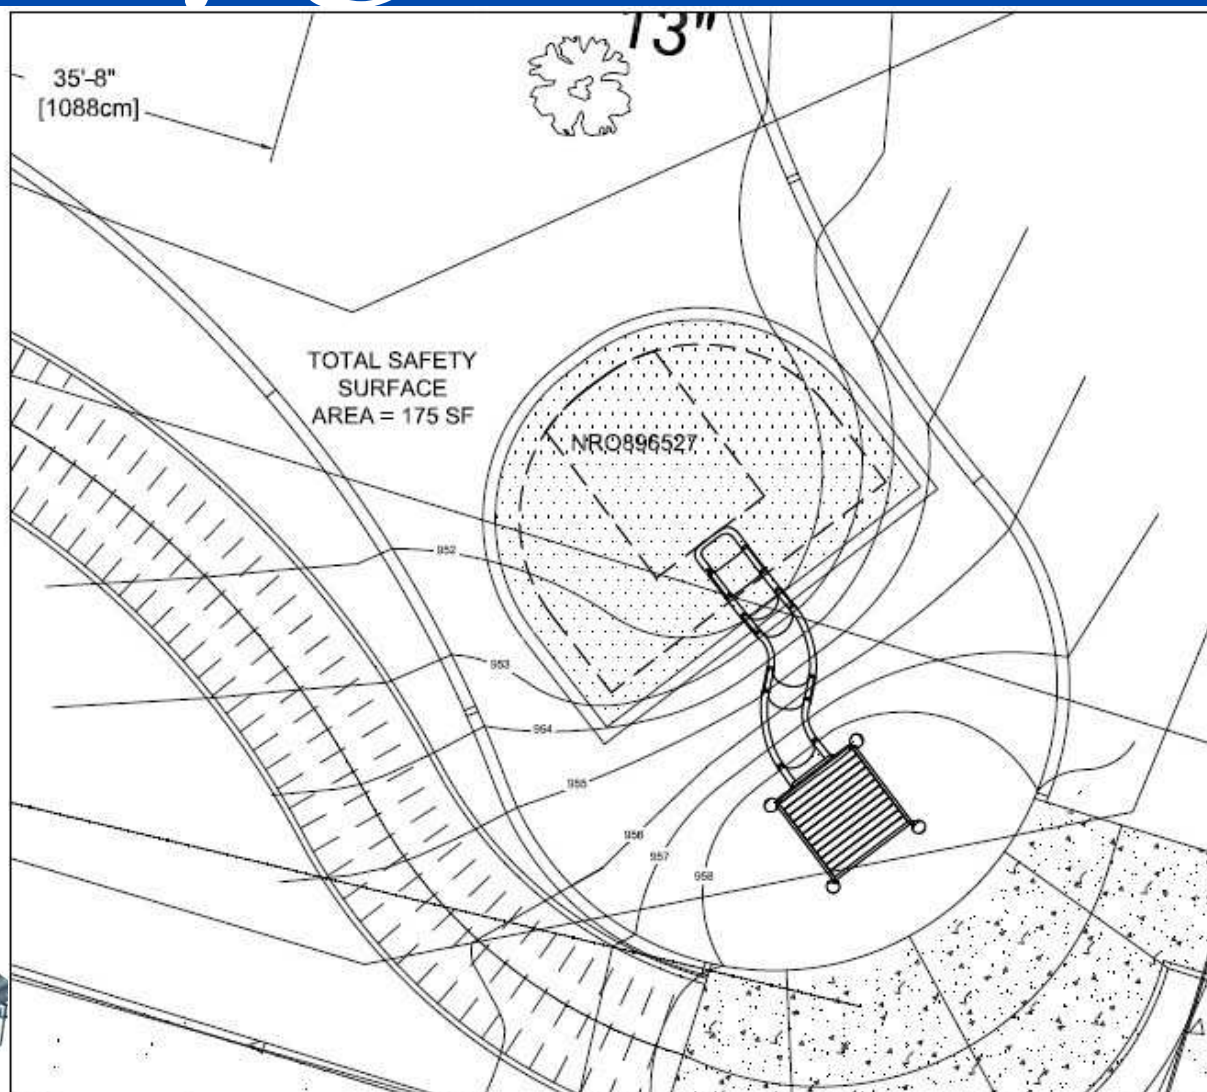 13"
35'-8"
[1088cm]
TOTAL SAFETY
SURFACE
AREA = 175 SF
NRO896527
952
953
954
955
956
957
958